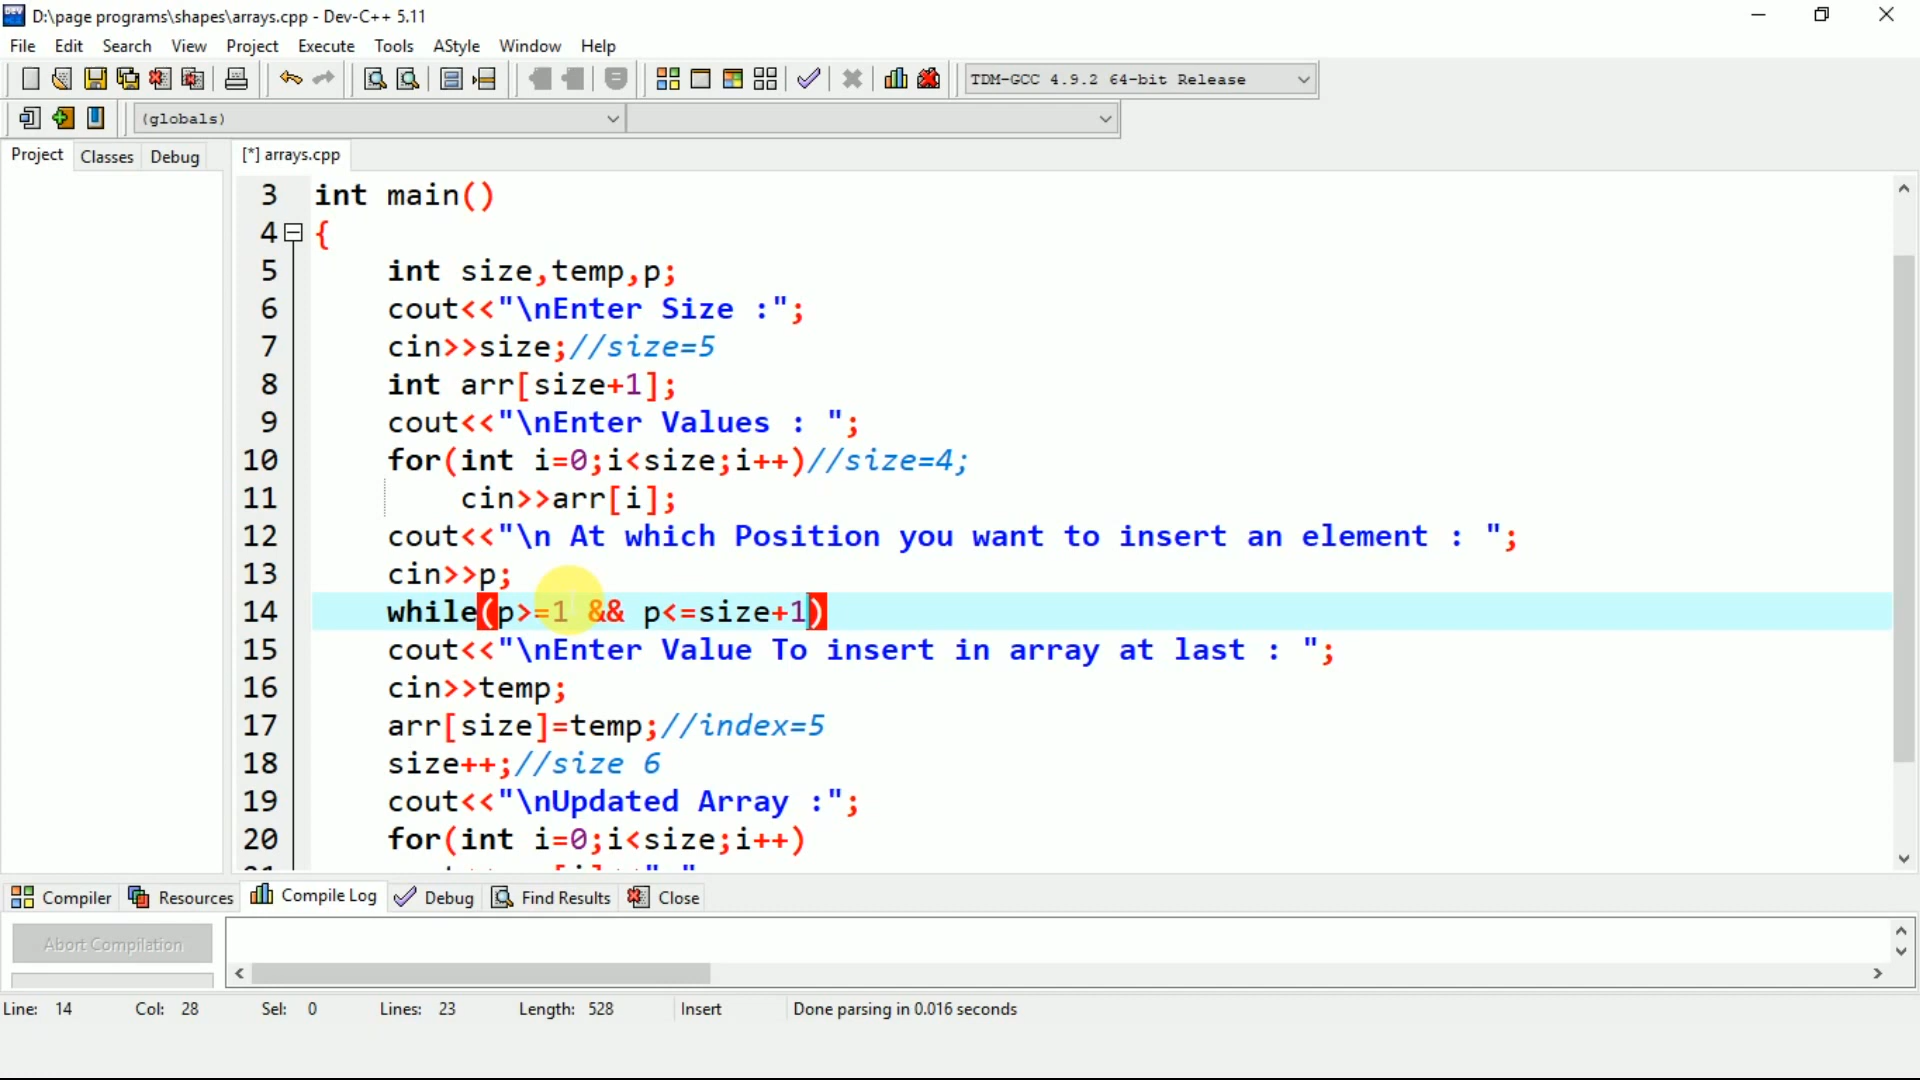 D:\page programs\shapes\arrays.cpp - Dev-C++ 5.11
File Edit Search View Project Execute Tools AStyle Window Help
TDM-GCC 4.9.2 64-bit Release
(globals)
Project Classes Debug [*] arrays.cpp
3 int main()
4 {
5 int size,temp,p;
6 cout<<"\nEnter Size :";
7 cin>>size;//size=5
8 int arr[size+1];
9 cout<<"\nEnter Values : ";
10 for(int i=0;i<size;i++)//size=4;
11 cin>>arr[i];
12 cout<<"\n At which Position you want to insert an element : ";
13 cin>>p;
14 while(p>=1 && p<=size+1)
15 cout<<"\nEnter Value To insert in array at last : ";
16 cin>>temp;
17 arr[size]=temp;//index=5
18 size++;//size 6
19 cout<<"\nUpdated Array :";
20 for(int i=0;i<size;i++)
Compiler Resources Compile Log Debug Find Results Close
Abort Compilation
Line: 14 Col: 28 Sel: 0 Lines: 23 Length: 528 Insert Done parsing in 0.016 seconds